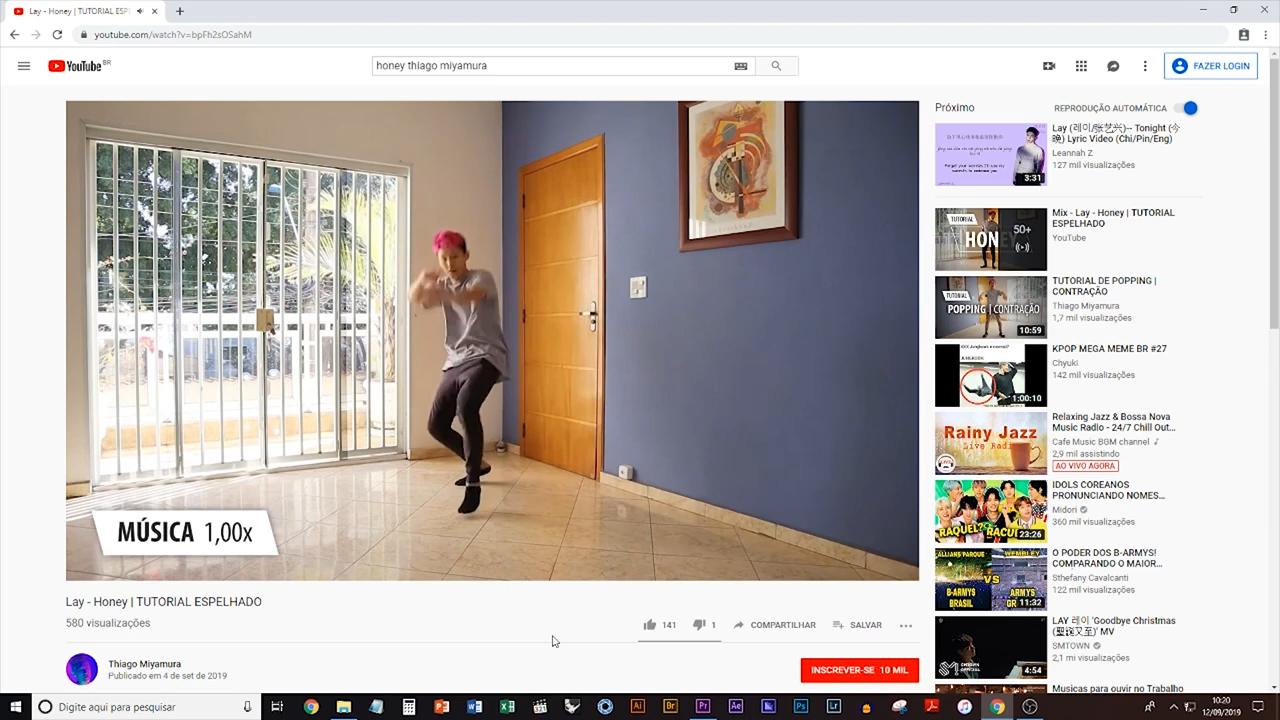 Lay - Honey | TUTORIAL ESP
youtube.com/watch?v=bpFh2sOSahM
YouTube BR
honey thiago miyamura
FAZER LOGIN
MÚSICA 1,00x
Lay - Honey | TUTORIAL ESPELHADO
580 visualizações
141
1
COMPARTILHAR
SALVAR
Thiago Miyamura
Publicado em 4 de set de 2019
INSCREVER-SE 10 MIL
Próximo
REPRODUÇÃO AUTOMÁTICA
Lay (레이/张艺兴)-- Tonight (今
晚) Lyric Video (Chi/Pin/Eng)
Leannah Z
127 mil visualizações
3:31
Mix - Lay - Honey | TUTORIAL
ESPELHADO
YouTube
TUTORIAL
HON
50+
TUTORIAL DE POPPING |
CONTRAÇÃO
Thiago Miyamura
1,7 mil visualizações
TUTORIAL
POPPING | CONTRAÇÃO
10:59
KPOP MEGA MEME BR #27
Chyuki
142 mil visualizações
1:00:10
Relaxing Jazz & Bossa Nova
Music Radio - 24/7 Chill Out...
Cafe Music BGM channel
2,9 mil assistindo
AO VIVO AGORA
Rainy Jazz
Live Radio
IDOLS COREANOS
PRONUNCIANDO NOMES...
Midori
360 mil visualizações
RAQUEL?
23:26
O PODER DOS B-ARMYS!
COMPARANDO O MAIOR...
Sthefany Cavalcanti
122 mil visualizações
ALLIANS PARQUE
WEMBLEY
VS
B-ARMYS
BRASIL
ARMYS
11:32
LAY 레이 'Goodbye Christmas
(聖诞又至)' MV
SMTOWN
2,1 mi visualizações
4:54
Musicas para ouvir no Trabalho
Digite aqui para pesquisar
10:20
12/09/2019